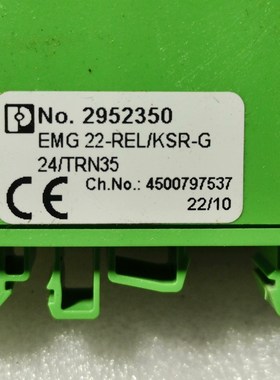 No. 2952350
EMG 22-REL/KSR-G
24/TRN35
CE Ch.No.: 4500797537
22/10